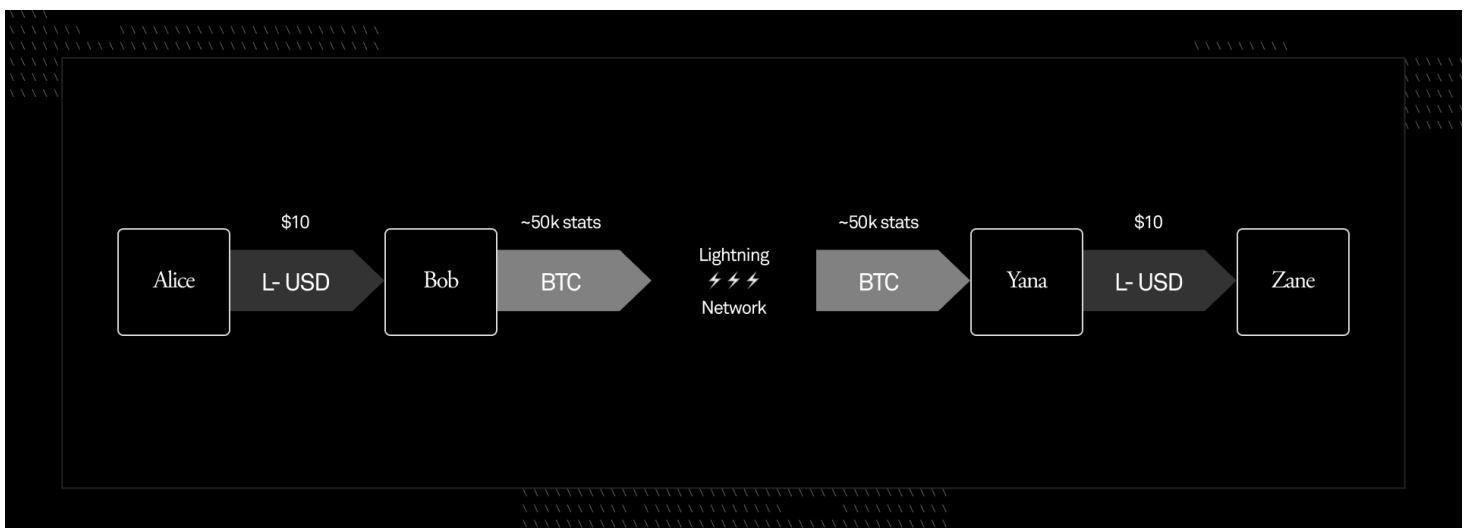 $10
~50k stats
~50k stats
$10
Alice
L- USD
Bob
BTC
Lightning
Network
BTC
Yana
L- USD
Zane